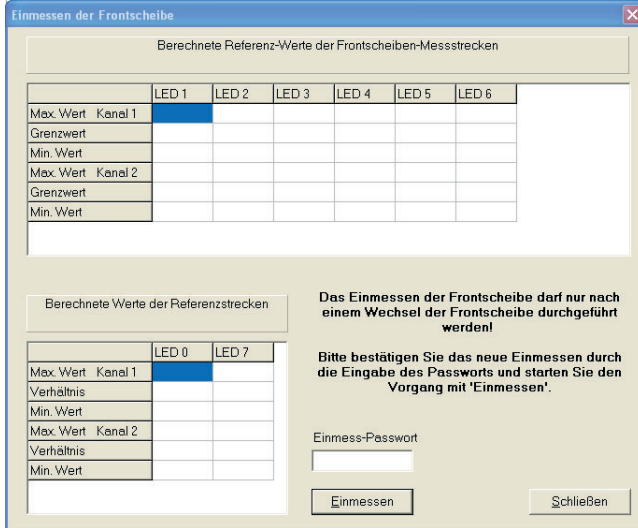 Einmessen der Frontscheibe
Berechnete Referenz-Werte der Frontscheiben-Messstrecken
LED 1 LED 2 LED 3 LED 4 LED 5 LED 6
Max. Wert Kanal 1
Grenzwert
Min. Wert
Max. Wert Kanal 2
Grenzwert
Min. Wert
Berechnete Werte der Referenzstrecken
LED 0 LED 7
Max. Wert Kanal 1
Verhältnis
Min. Wert
Max. Wert Kanal 2
Verhältnis
Min. Wert
Das Einmessen der Frontscheibe darf nur nach
einem Wechsel der Frontscheibe durchgeführt
werden!
Bitte bestätigen Sie das neue Einmessen durch
die Eingabe des Passworts und starten Sie den
Vorgang mit 'Einmessen'.
Einmess-Passwort
Einmessen Schließen